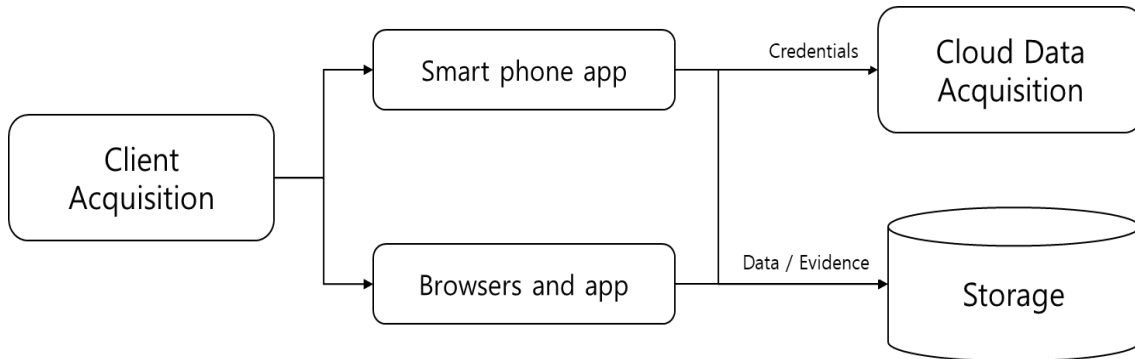 Client
Acquisition
Smart phone app
Browsers and app
Credentials
Data / Evidence
Cloud Data
Acquisition
Storage